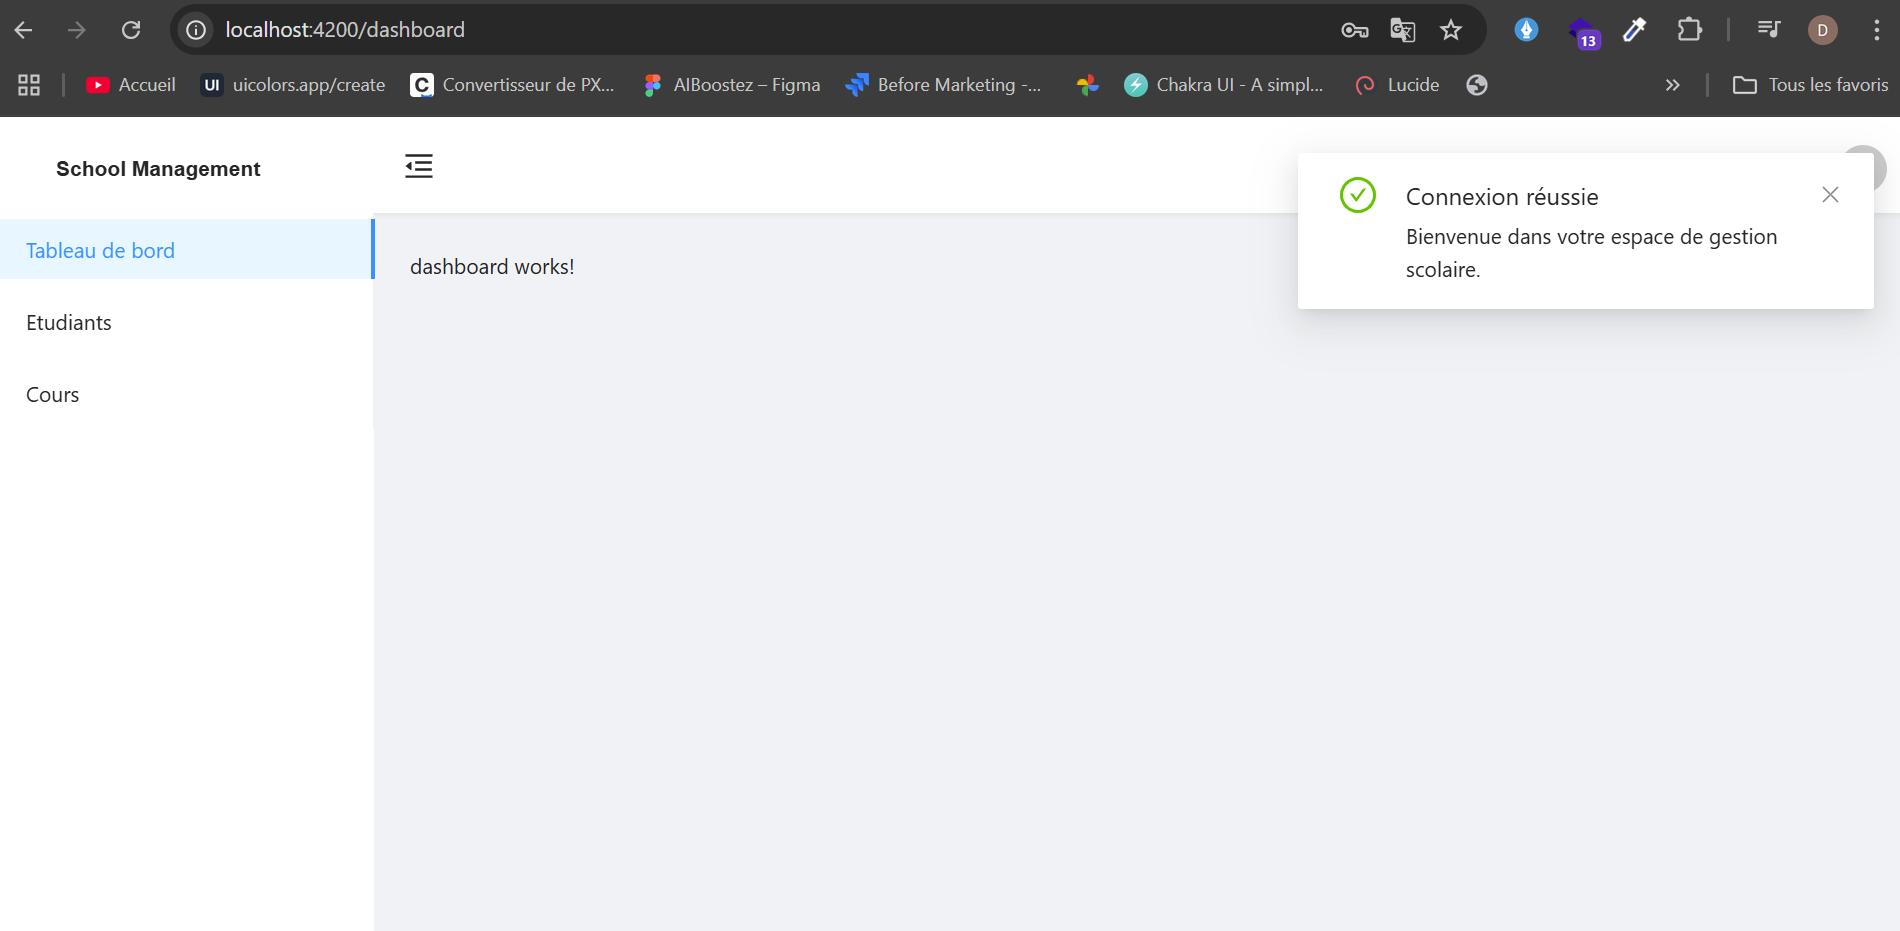 localhost:4200/dashboard
13
D
Accueil
UI uicolors.app/create
C Convertisseur de PX...
AIBoostez – Figma
Before Marketing -...
Chakra UI - A simpl...
Lucide
Tous les favoris
School Management
Connexion réussie
Bienvenue dans votre espace de gestion
scolaire.
Tableau de bord
dashboard works!
Etudiants
Cours